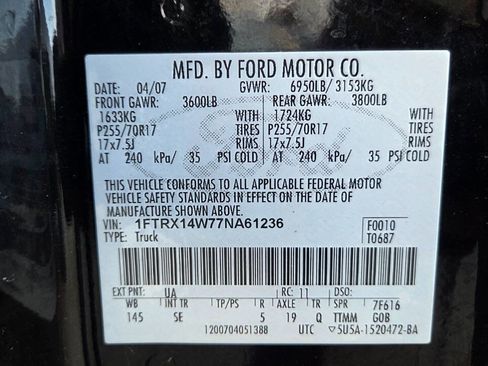 MFD. BY FORD MOTOR CO.
DATE: 04/07 GVWR: 6950LB/ 3153KG
FRONT GAWR: 3600LB REAR GAWR: 3800LB
1633KG WITH 1724KG WITH
P255/70R17 TIRES P255/70R17 TIRES
17x7.5J RIMS 17x7.5J RIMS
AT 240 kPa/ 35 PSI COLD AT 240 kPa/ 35 PSI COLD
THIS VEHICLE CONFORMS TO ALL APPLICABLE FEDERAL MOTOR
VEHICLE SAFETY STANDARDS IN EFFECT ON THE DATE OF
MANUFACTURE SHOWN ABOVE.
VIN: 1FTRX14W77NA61236 F0010
TYPE: Truck T0687
EXT PNT: UA RC: 11 DSO:
WB INT TR TP/PS R AXLE TR SPR 7F616
145 SE 5 19 Q TTMM GOB
1200704051388 UTC 5U5A-1520472-BA